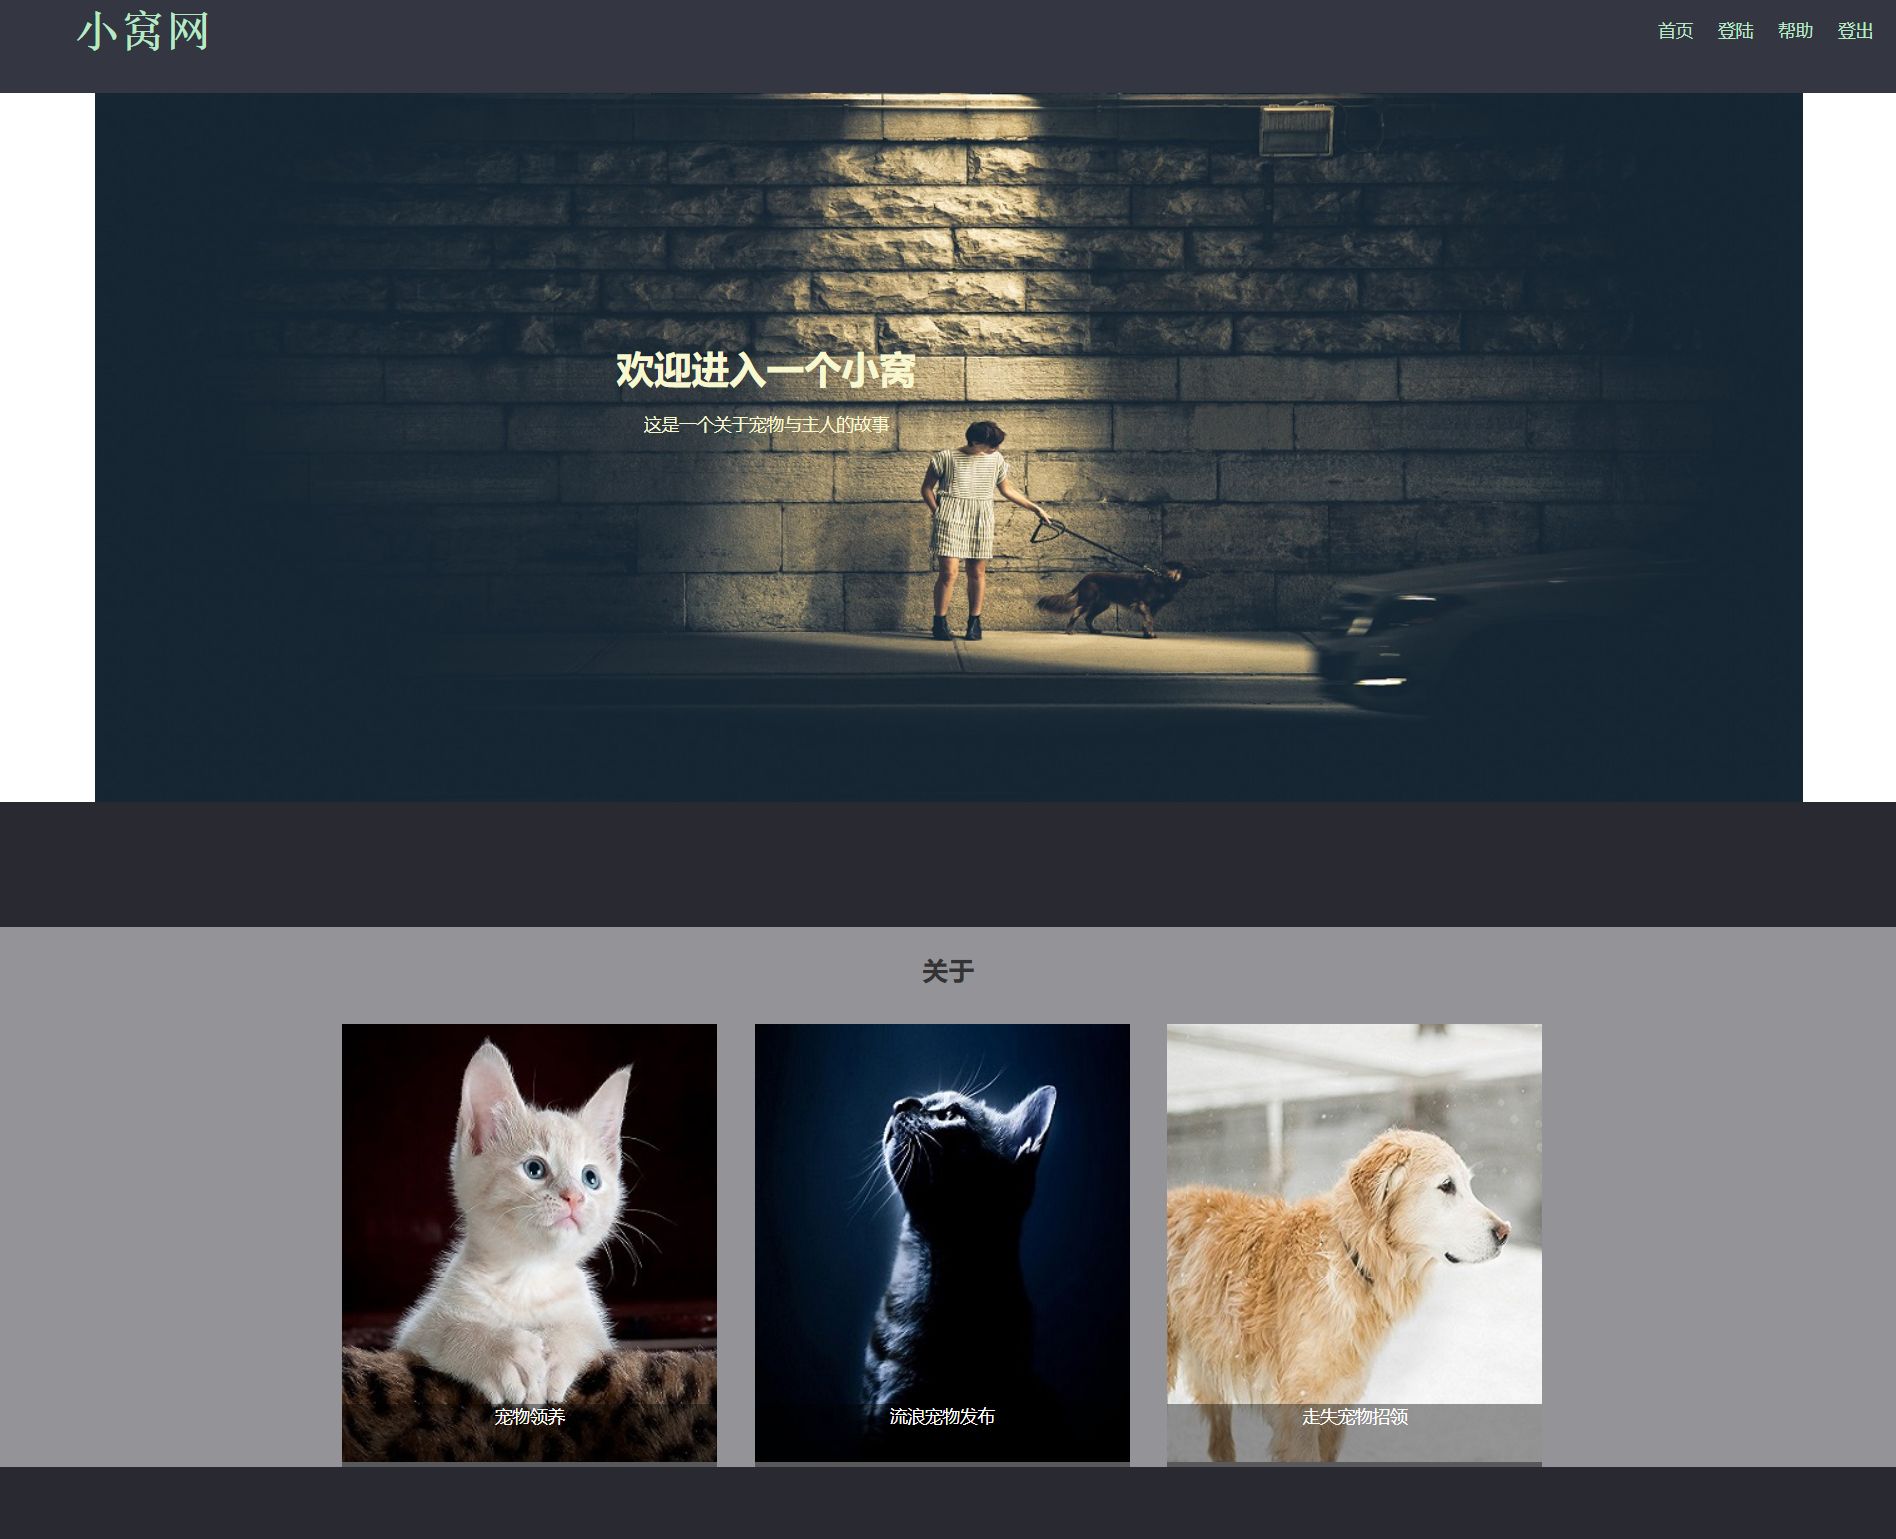 小窝网
首页 登陆 帮助 登出
欢迎进入一个小窝
这是一个关于宠物与主人的故事
关于
宠物领养
流浪宠物发布
走失宠物招领